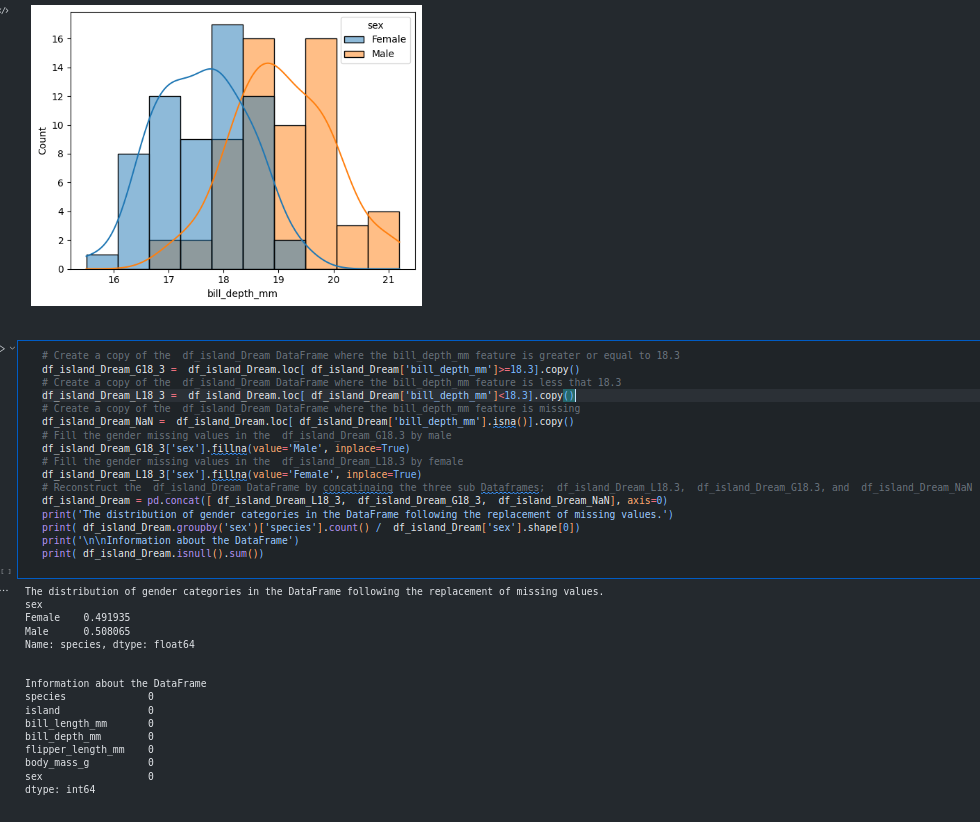 sex
Female
Male
16
14
12
10
8
6
4
2
0
Count
16 17 18 19 20 21
bill_depth_mm
# Create a copy of the  df_island_Dream DataFrame where the bill_depth_mm feature is greater or equal to 18.3
df_island_Dream_G18_3 =  df_island_Dream.loc[ df_island_Dream['bill_depth_mm']>=18.3].copy()
# Create a copy of the  df_island_Dream DataFrame where the bill_depth_mm feature is less that 18.3
df_island_Dream_L18_3 =  df_island_Dream.loc[ df_island_Dream['bill_depth_mm']<18.3].copy()
# Create a copy of the  df_island_Dream DataFrame where the bill_depth_mm feature is missing
df_island_Dream_NaN =  df_island_Dream.loc[ df_island_Dream['bill_depth_mm'].isna()].copy()
# Fill the gender missing values in the  df_island_Dream_G18.3 by male
df_island_Dream_G18_3['sex'].fillna(value='Male', inplace=True)
# Fill the gender missing values in the  df_island_Dream_L18.3 by female
df_island_Dream_L18_3['sex'].fillna(value='Female', inplace=True)
# Reconstruct the  df_island_Dream DataFrame by concatinaing the three sub Dataframes;  df_island_Dream_L18.3,  df_island_Dream_G18.3, and  df_island_Dream_NaN
df_island_Dream = pd.concat([ df_island_Dream_L18_3,  df_island_Dream_G18_3,  df_island_Dream_NaN], axis=0)
print('The distribution of gender categories in the DataFrame following the replacement of missing values.')
print( df_island_Dream.groupby('sex')['species'].count() /  df_island_Dream['sex'].shape[0])
print('\n\nInformation about the DataFrame')
print( df_island_Dream.isnull().sum())
The distribution of gender categories in the DataFrame following the replacement of missing values.
sex
Female    0.491935
Male      0.508065
Name: species, dtype: float64
Information about the DataFrame
species              0
island               0
bill_length_mm       0
bill_depth_mm        0
flipper_length_mm    0
body_mass_g          0
sex                  0
dtype: int64